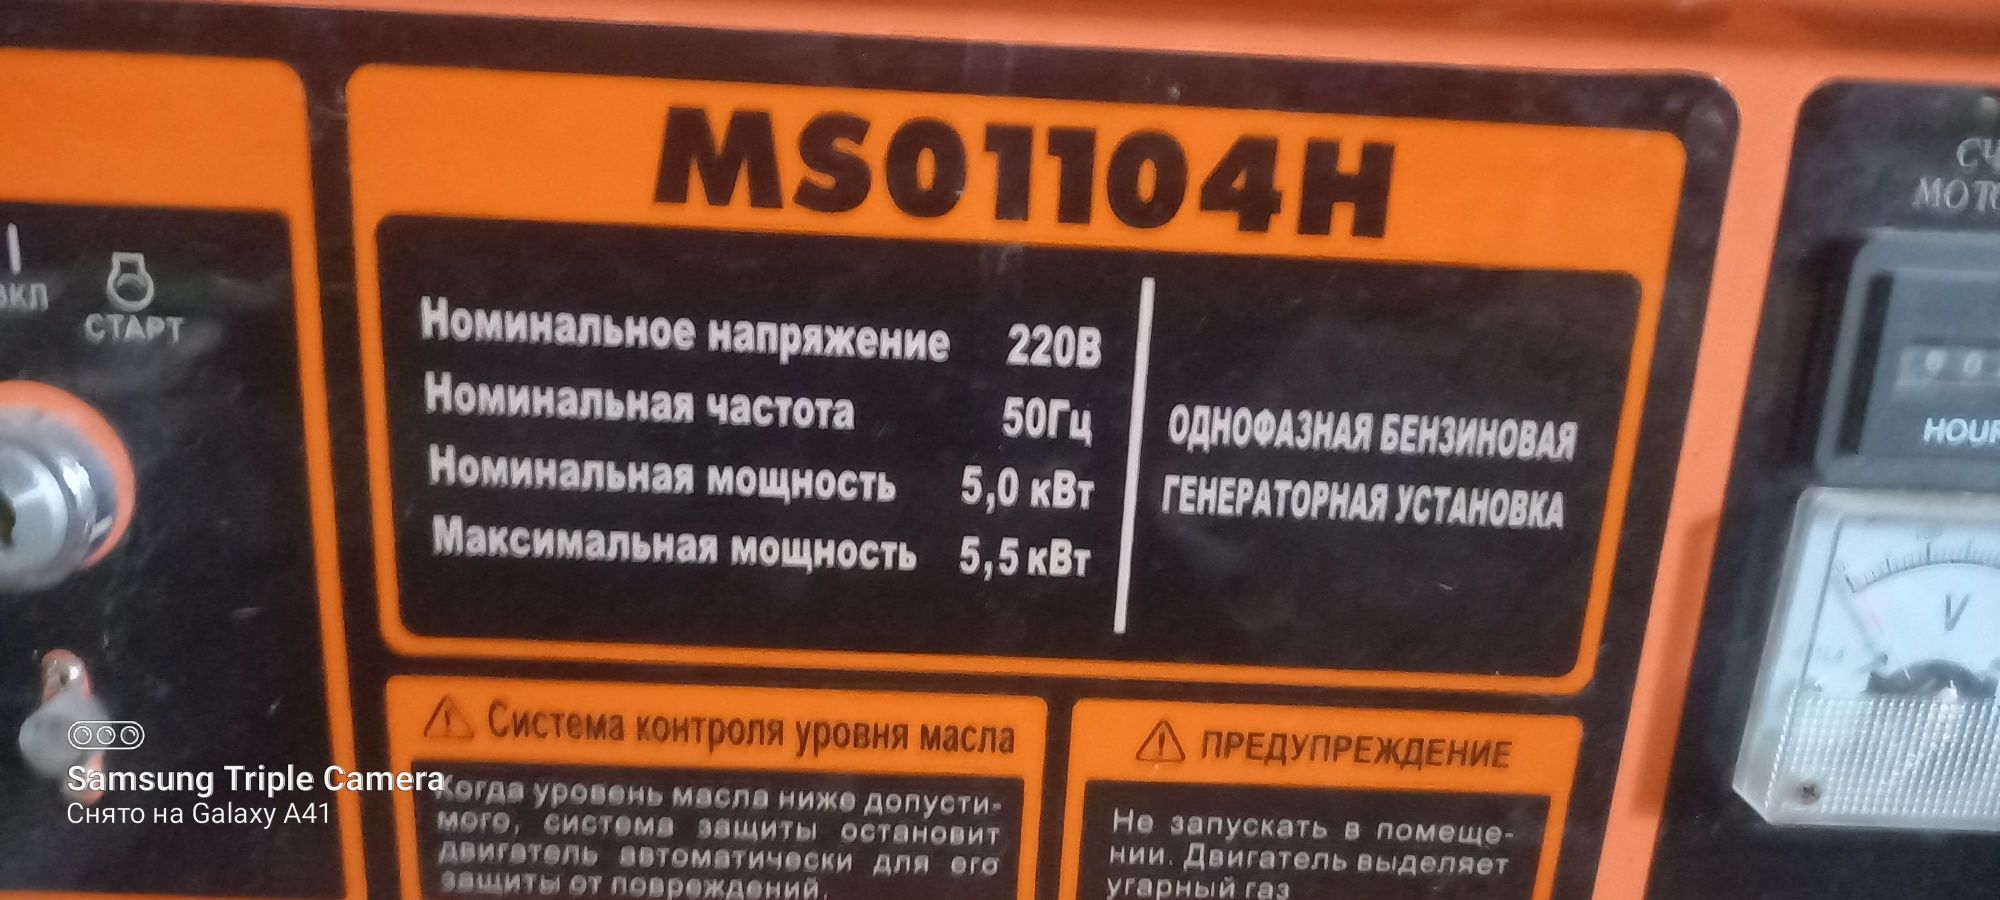 MS01104H
Номинальное напряжение 220В
Номинальная частота 50Гц
Номинальная мощность 5,0 кВт
Максимальная мощность 5,5 кВт
ОДНОФАЗНАЯ БЕНЗИНОВАЯ
ГЕНЕРАТОРНАЯ УСТАНОВКА
СТАРТ
V
Система контроля уровня масла
Когда уровень масла ниже допусти-
мого, система защиты остановит
двигатель автоматически для его
защиты от повреждений.
ПРЕДУПРЕЖДЕНИЕ
Не запускать в помеще-
нии. Двигатель выделяет
угарный газ
Samsung Triple Camera
Снято на Galaxy A41